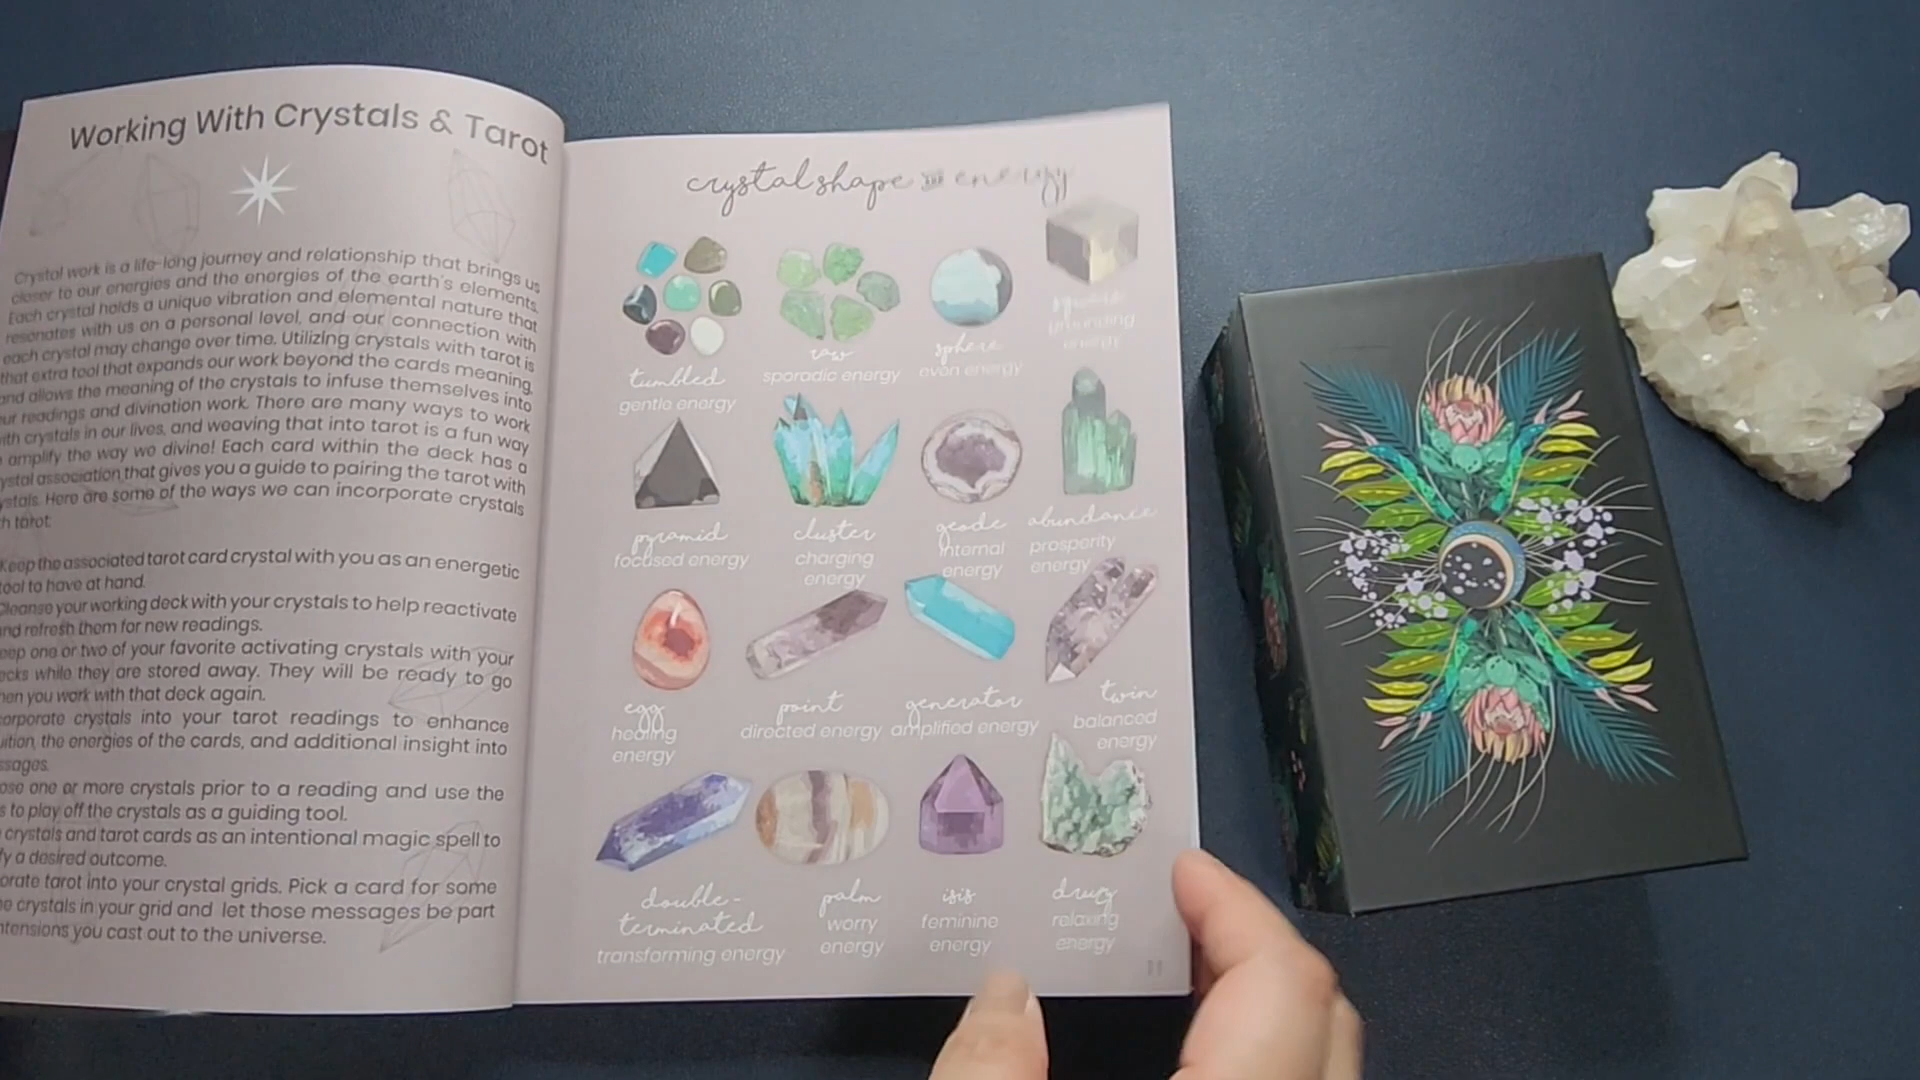 Working With Crystals & Tarot
Crystal work is a life-long journey and relationship that brings us
closer to our energies and the energies of the earth's elements.
Each crystal holds a unique vibration and elemental nature that
resonates with us on a personal level, and our connection with
each crystal may change over time. Utilizing crystals with tarot is
that extra tool that expands our work beyond the cards meaning,
and allows the meaning of the crystals to infuse themselves into
our readings and divination work. There are many ways to work
with crystals in our lives, and weaving that into tarot is a fun way
amplify the way we divine! Each card within the deck has a
crystal association that gives you a guide to pairing the tarot with
crystals. Here are some of the ways we can incorporate crystals
tarot:
Keep the associated tarot card crystal with you as an energetic
tool to have at hand.
Cleanse your working deck with your crystals to help reactivate
and refresh them for new readings.
eep one or two of your favorite activating crystals with your
ecks while they are stored away. They will be ready to go
hen you work with that deck again.
corporate crystals into your tarot readings to enhance
uition, the energies of the cards, and additional insight into
ssages.
ose one or more crystals prior to a reading and use the
s to play off the crystals as a guiding tool.
crystals and tarot cards as an intentional magic spell to
fy a desired outcome.
orate tarot into your crystal grids. Pick a card for some
e crystals in your grid and let those messages be part
ntensions you cast out to the universe.
crystal shape and energy
tumbled
gentle energy
raw
sporadic energy
sphere
even energy
square
grounding
energy
pyramid
focused energy
cluster
charging
energy
geode
internal
energy
abundance
prosperity
energy
egg
healing
energy
point
directed energy
generator
amplified energy
twin
balanced
energy
double-
terminated
transforming energy
palm
worry
energy
isis
feminine
energy
druzy
relaxing
energy
11